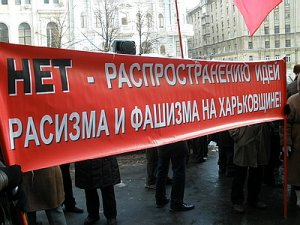 НЕТ - РАСПРОСТРАНЕНИЮ ИДЕЙ
РАСИЗМА И ФАШИЗМА НА ХАРЬКОВЩИНЕ!